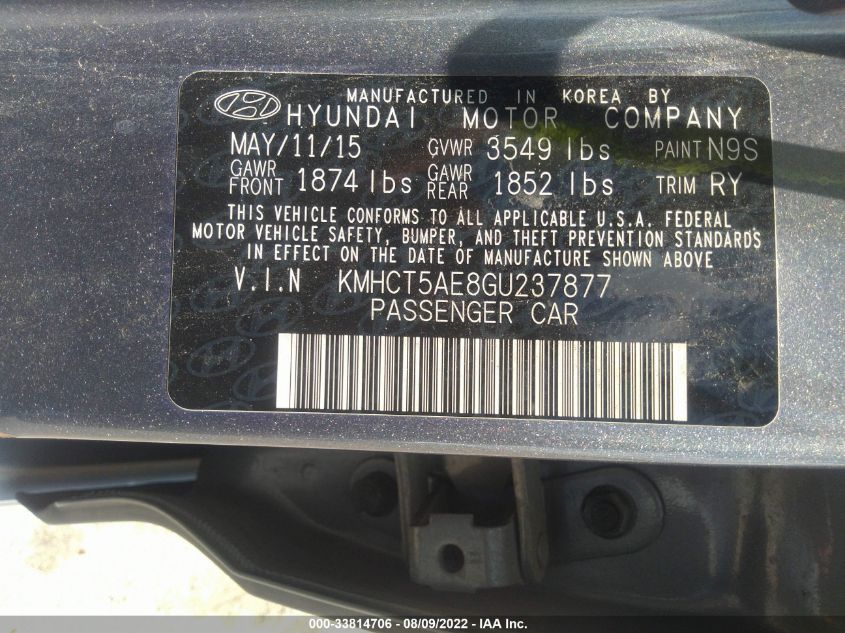 MANUFACTURED IN KOREA BY
HYUNDAI MOTOR COMPANY
MAY/11/15 GVWR 3549 lbs PAINT N9S
GAWR FRONT 1874 lbs GAWR REAR 1852 lbs TRIM RY
THIS VEHICLE CONFORMS TO ALL APPLICABLE U.S.A. FEDERAL
MOTOR VEHICLE SAFETY, BUMPER, AND THEFT PREVENTION STANDARDS
IN EFFECT ON THE DATE OF MANUFACTURE SHOWN ABOVE
V.I.N KMHCT5AE8GU237877
PASSENGER CAR
000-33814706 - 08/09/2022 - IAA Inc.